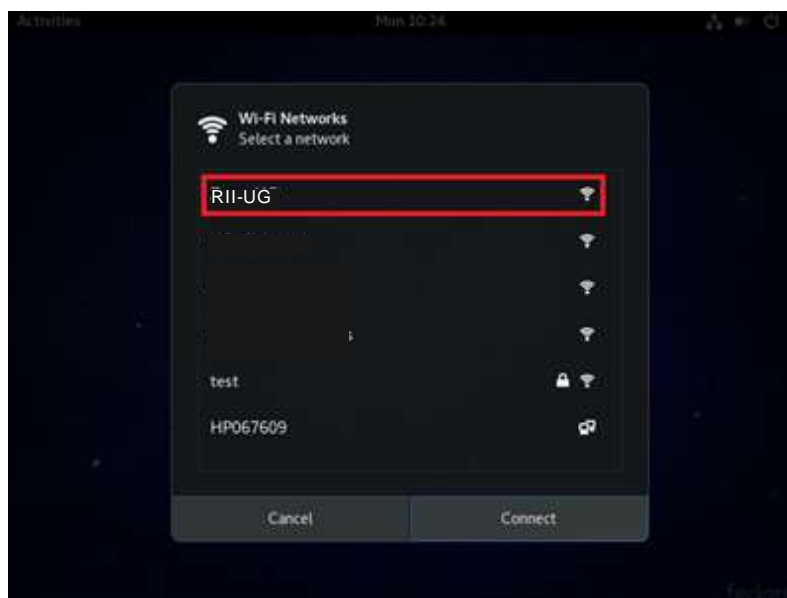 Activities
Mon 10:24
Wi-Fi Networks
Select a network
RII-UG
test
HP067609
Cancel
Connect